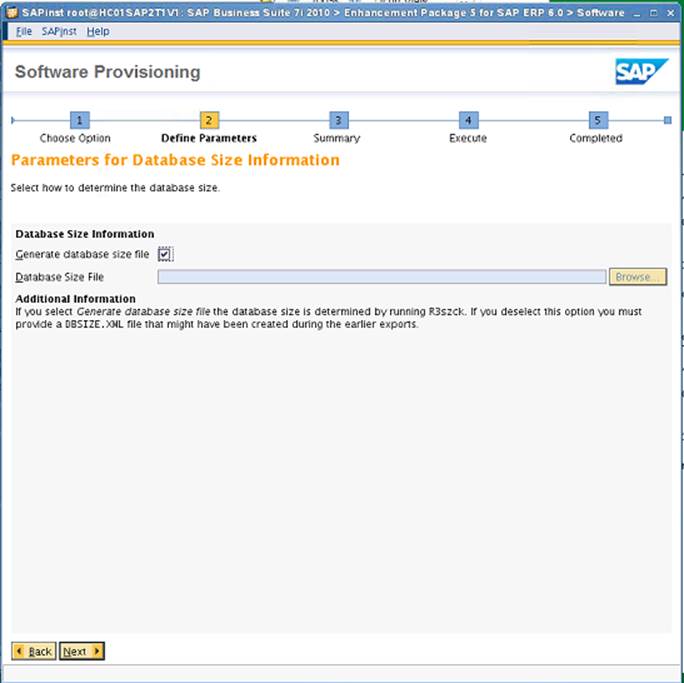 SAPinst root@HC01SAP2T1V1: SAP Business Suite 7i 2010 > Enhancement Package 5 for SAP ERP 6.0 > Software
File SAPinst Help
Software Provisioning
SAP
1 2 3 4 5
Choose Option Define Parameters Summary Execute Completed
Parameters for Database Size Information
Select how to determine the database size.
Database Size Information
Generate database size file
Database Size File Browse...
Additional Information
If you select Generate database size file the database size is determined by running R3szck. If you deselect this option you must
provide a DBSIZE.XML file that might have been created during the earlier exports.
Back Next